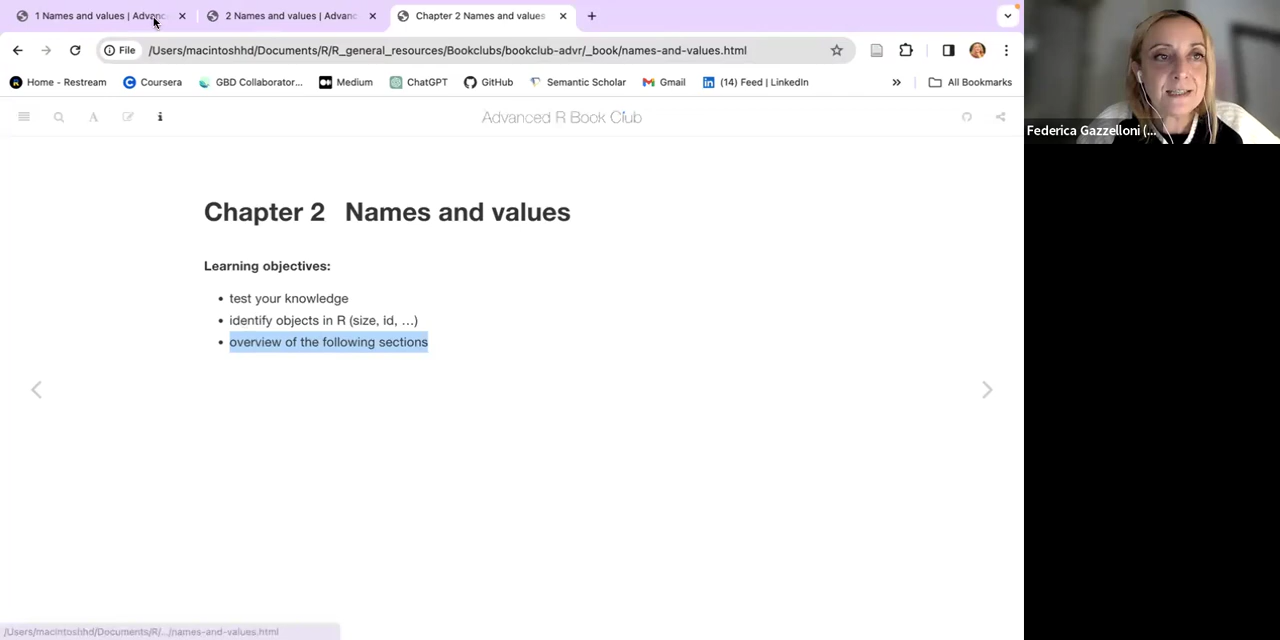 1 Names and values | Advanc
2 Names and values | Advanc
Chapter 2 Names and values
File
/Users/macintoshhd/Documents/R/R_general_resources/Bookclubs/bookclub-advr/_book/names-and-values.html
Home - Restream
Coursera
GBD Collaborator...
Medium
ChatGPT
GitHub
Semantic Scholar
Gmail
(14) Feed | LinkedIn
»
All Bookmarks
A
Advanced R Book Club
Federica Gazzelloni (...
Chapter 2 Names and values
Learning objectives:
• test your knowledge
• identify objects in R (size, id, …)
• overview of the following sections
/Users/macintoshhd/Documents/R/.../names-and-values.html